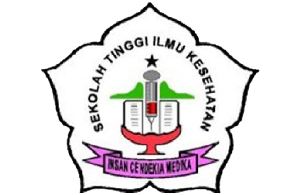 SEKOLAH TINGGI ILMU KESEHATAN
INSAN CENDEKIA MEDIKA